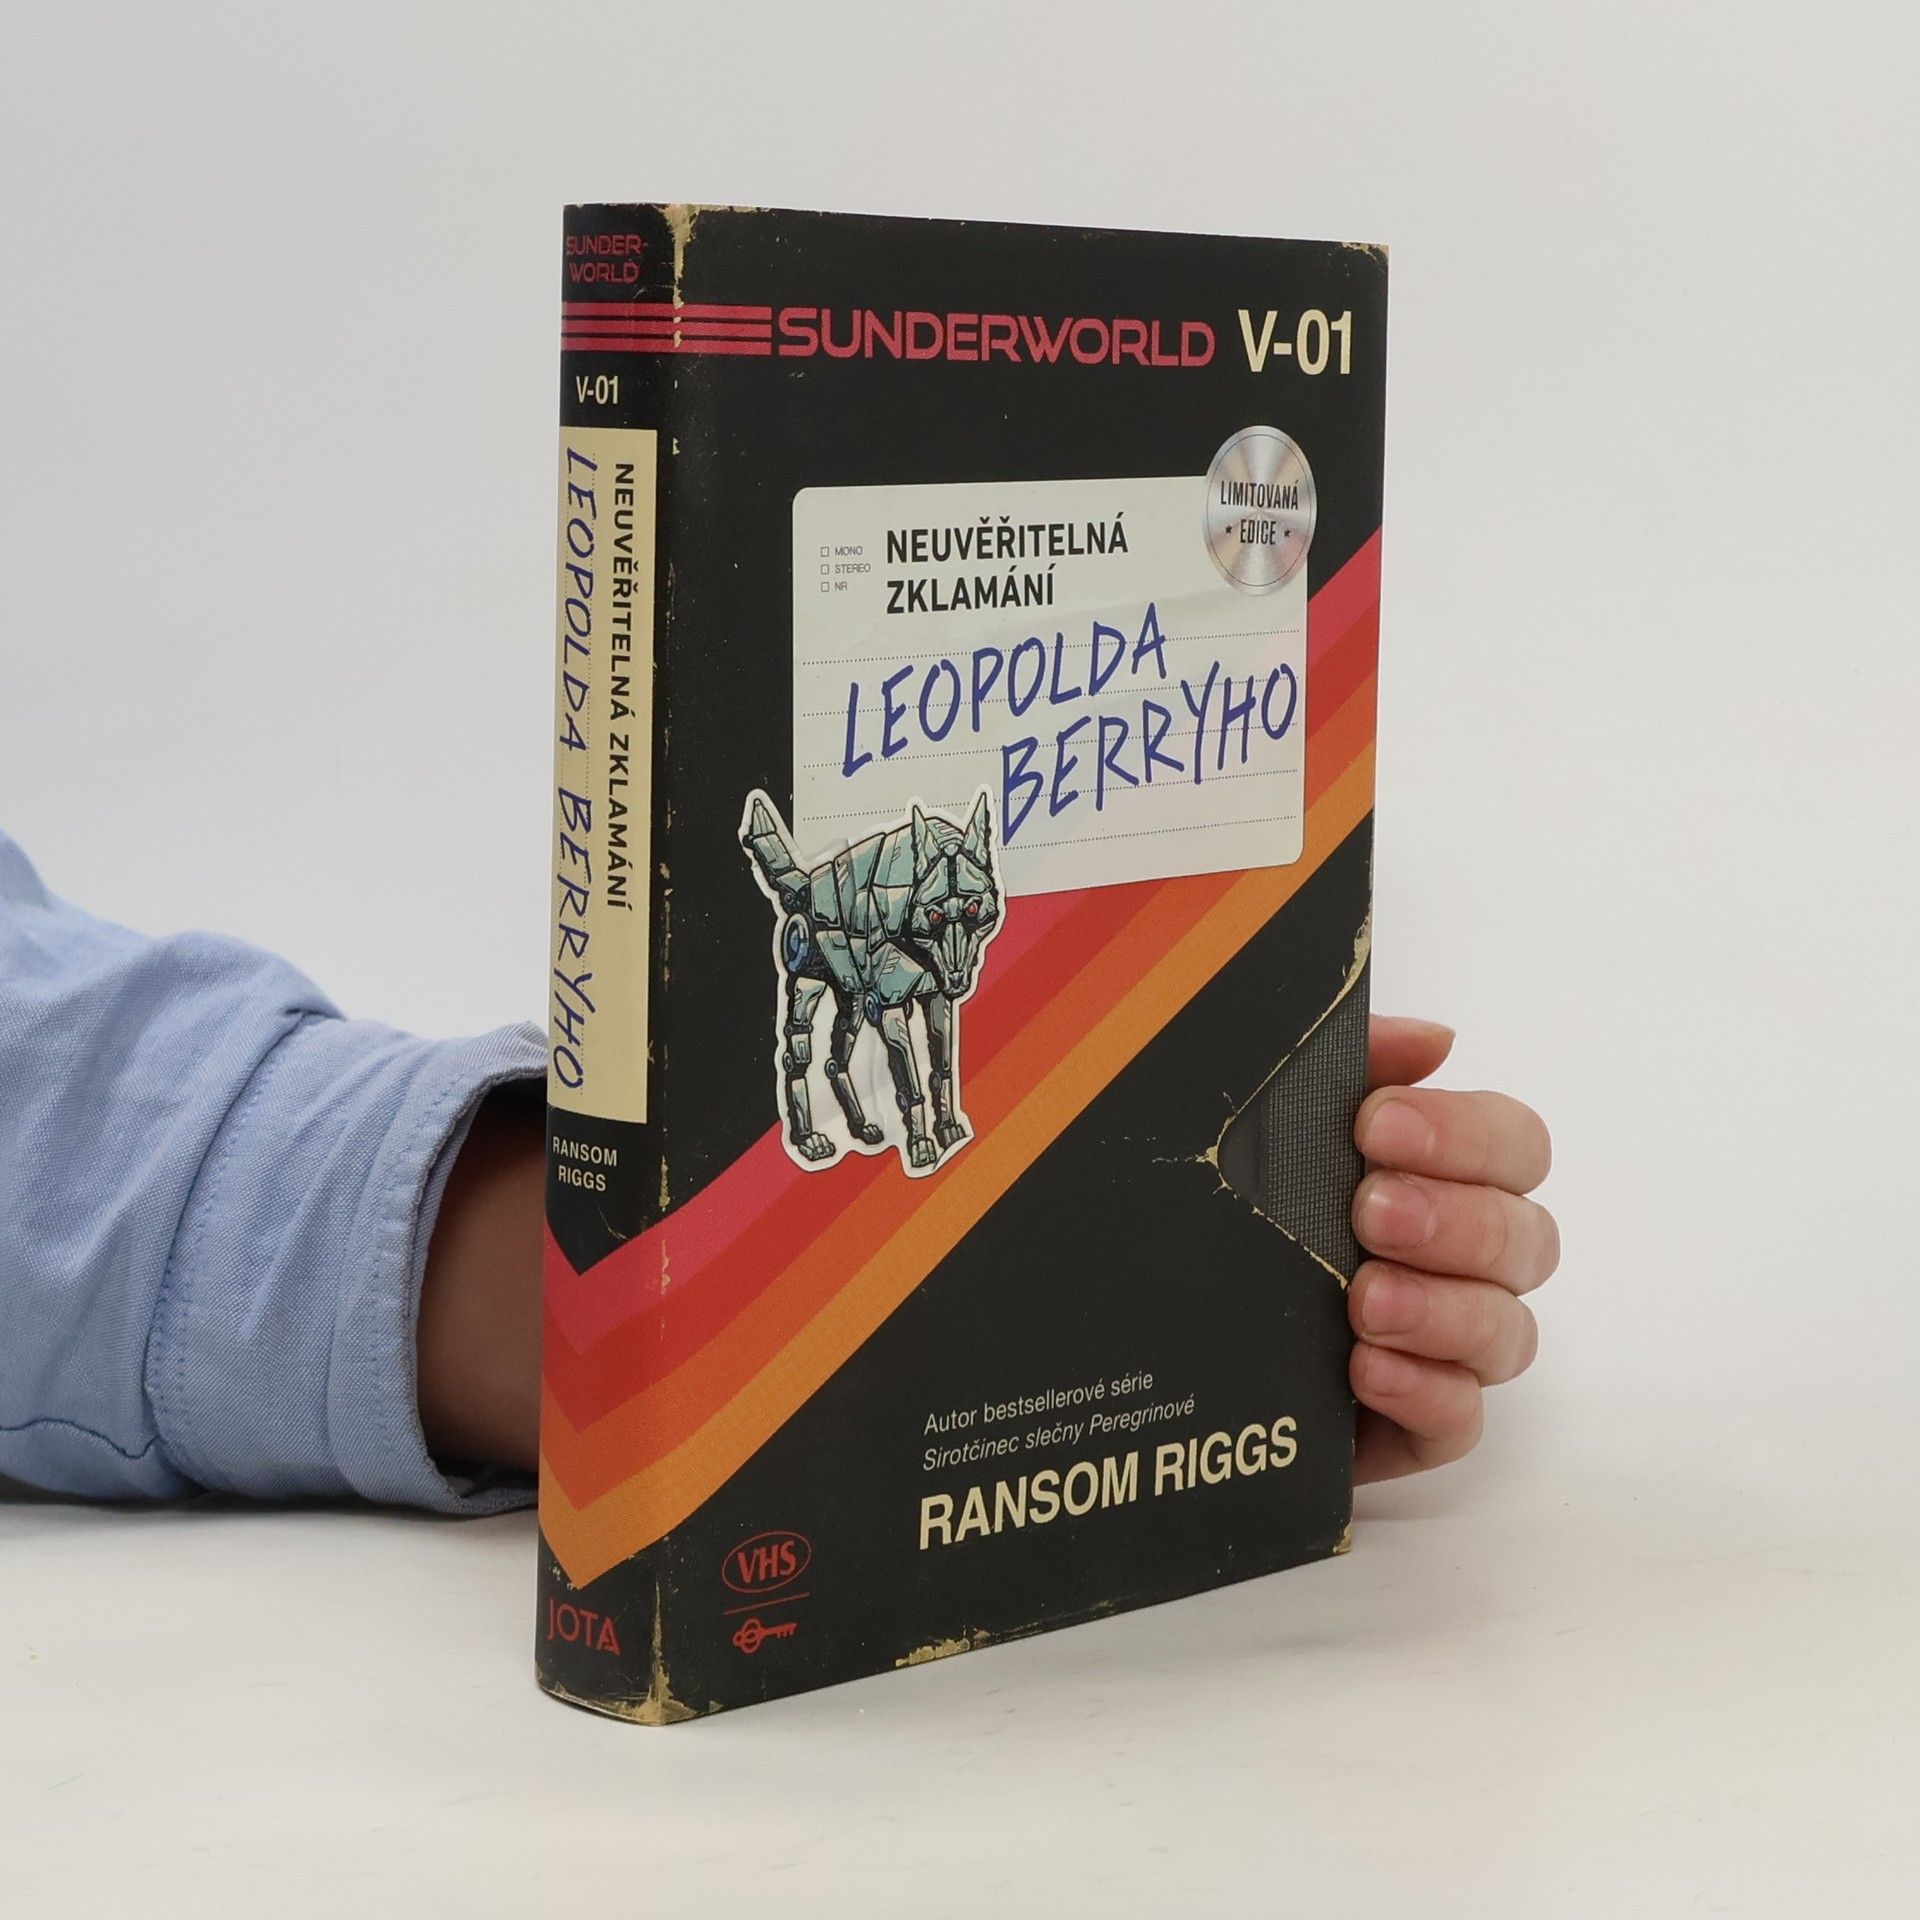 SUNDER-
WORLD
V-01
NEUVĚŘITELNÁ ZKLAMÁNÍ
LEOPOLDA BERRYHO
RANSOM
RIGGS
JOTA
SUNDERWORLD V-01
LIMITOVANÁ
EDICE
MONO
STEREO
NR
NEUVĚŘITELNÁ
ZKLAMÁNÍ
LEOPOLDA
BERRYHO
Autor bestsellerové série
Sirotčinec slečny Peregrinové
RANSOM RIGGS
VHS